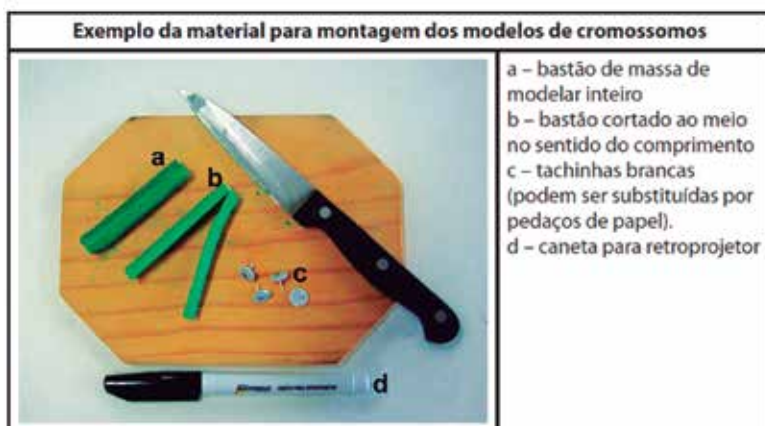 Exemplo da material para montagem dos modelos de cromossomos
a – bastão de massa de
modelar inteiro
b – bastão cortado ao meio
no sentido do comprimento
c – tachinhas brancas
(podem ser substituídas por
pedaços de papel).
d – caneta para retroprojetor
a
b
c
d